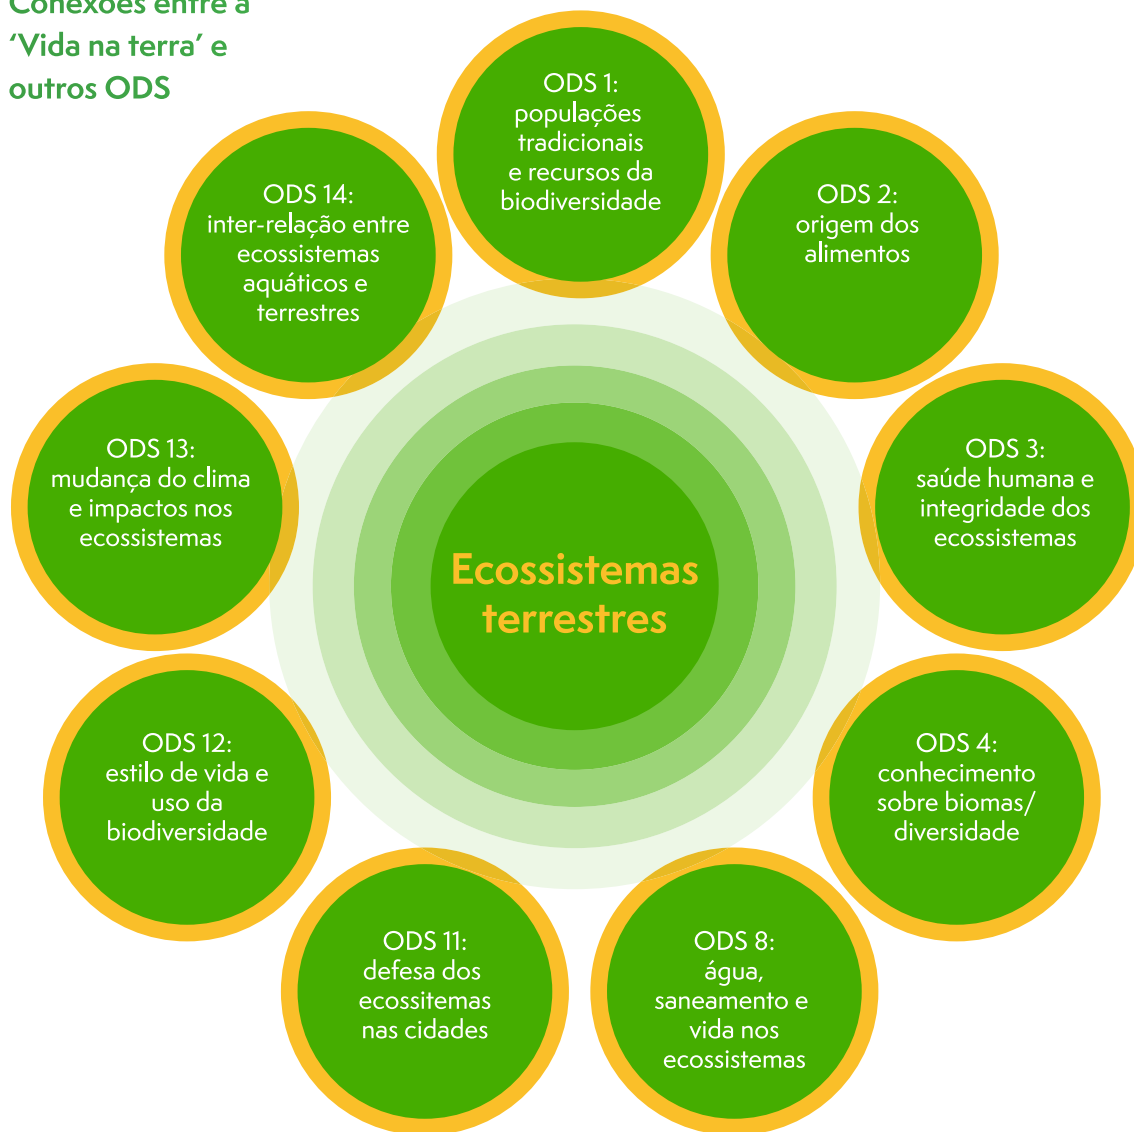 Conexões entre a
‘Vida na terra’ e
outros ODS
ODS 1:
populações
tradicionais
e recursos da
biodiversidade
ODS 2:
origem dos
alimentos
ODS 3:
saúde humana e
integridade dos
ecossistemas
ODS 4:
conhecimento
sobre biomas/
diversidade
ODS 8:
água,
saneamento e
vida nos
ecossistemas
ODS 11:
defesa dos
ecossitemas
nas cidades
ODS 12:
estilo de vida e
uso da
biodiversidade
ODS 13:
mudança do clima
e impactos nos
ecossistemas
ODS 14:
inter-relação entre
ecossistemas
aquáticos e
terrestres
Ecossistemas
terrestres